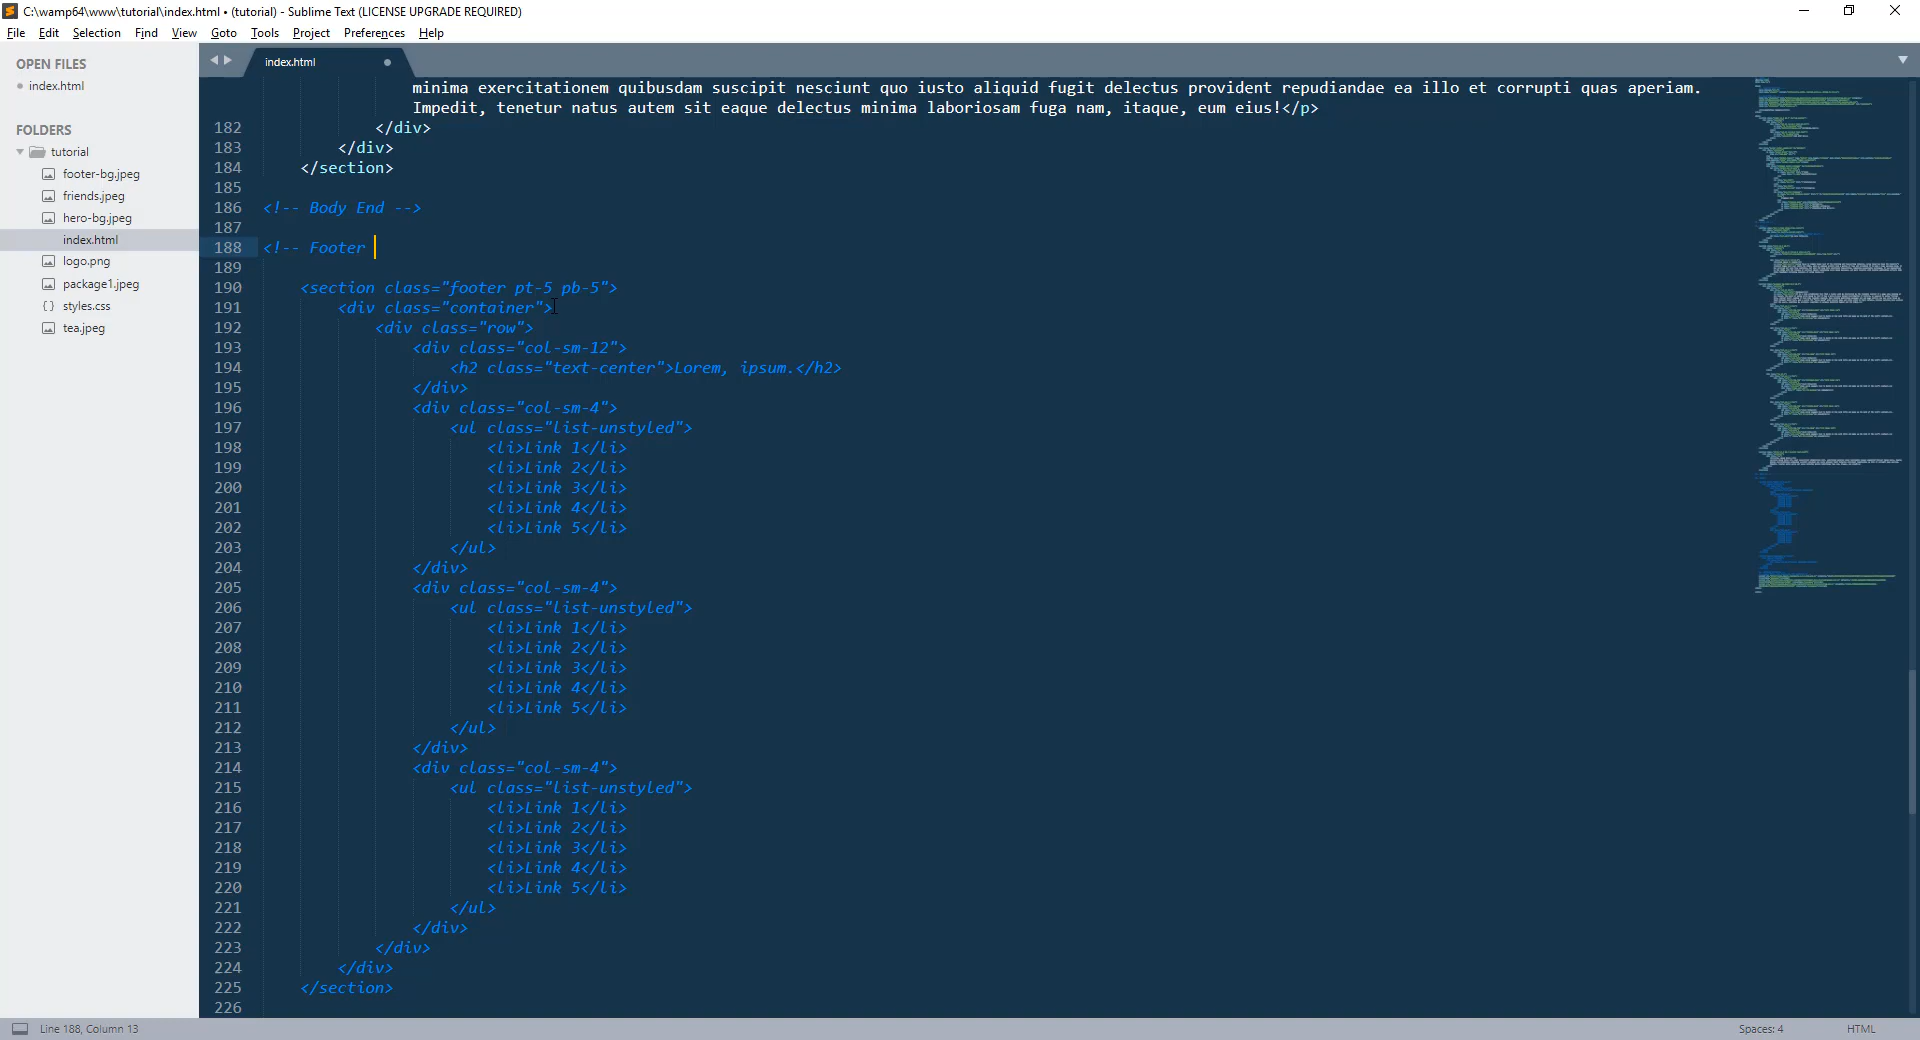 C:\wamp64\www\tutorial\index.html • (tutorial) - Sublime Text (LICENSE UPGRADE REQUIRED)
File Edit Selection Find View Goto Tools Project Preferences Help
OPEN FILES
index.html
FOLDERS
tutorial
footer-bg.jpeg
friends.jpeg
hero-bg.jpeg
index.html
logo.png
package1.jpeg
styles.css
tea.jpeg
index.html
minima exercitationem quibusdam suscipit nesciunt quo iusto aliquid fugit delectus provident repudiandae ea illo et corrupti quas aperiam.
Impedit, tenetur natus autem sit eaque delectus minima laboriosam fuga nam, itaque, eum eius!</p>
182 </div>
183 </div>
184 </section>
185
186 <!-- Body End -->
187
188 <!-- Footer
189
190 <section class="footer pt-5 pb-5">
191 <div class="container">
192 <div class="row">
193 <div class="col-sm-12">
194 <h2 class="text-center">Lorem, ipsum.</h2>
195 </div>
196 <div class="col-sm-4">
197 <ul class="list-unstyled">
198 <li>Link 1</li>
199 <li>Link 2</li>
200 <li>Link 3</li>
201 <li>Link 4</li>
202 <li>Link 5</li>
203 </ul>
204 </div>
205 <div class="col-sm-4">
206 <ul class="list-unstyled">
207 <li>Link 1</li>
208 <li>Link 2</li>
209 <li>Link 3</li>
210 <li>Link 4</li>
211 <li>Link 5</li>
212 </ul>
213 </div>
214 <div class="col-sm-4">
215 <ul class="list-unstyled">
216 <li>Link 1</li>
217 <li>Link 2</li>
218 <li>Link 3</li>
219 <li>Link 4</li>
220 <li>Link 5</li>
221 </ul>
222 </div>
223 </div>
224 </div>
225 </section>
226
Line 188, Column 13
Spaces: 4
HTML